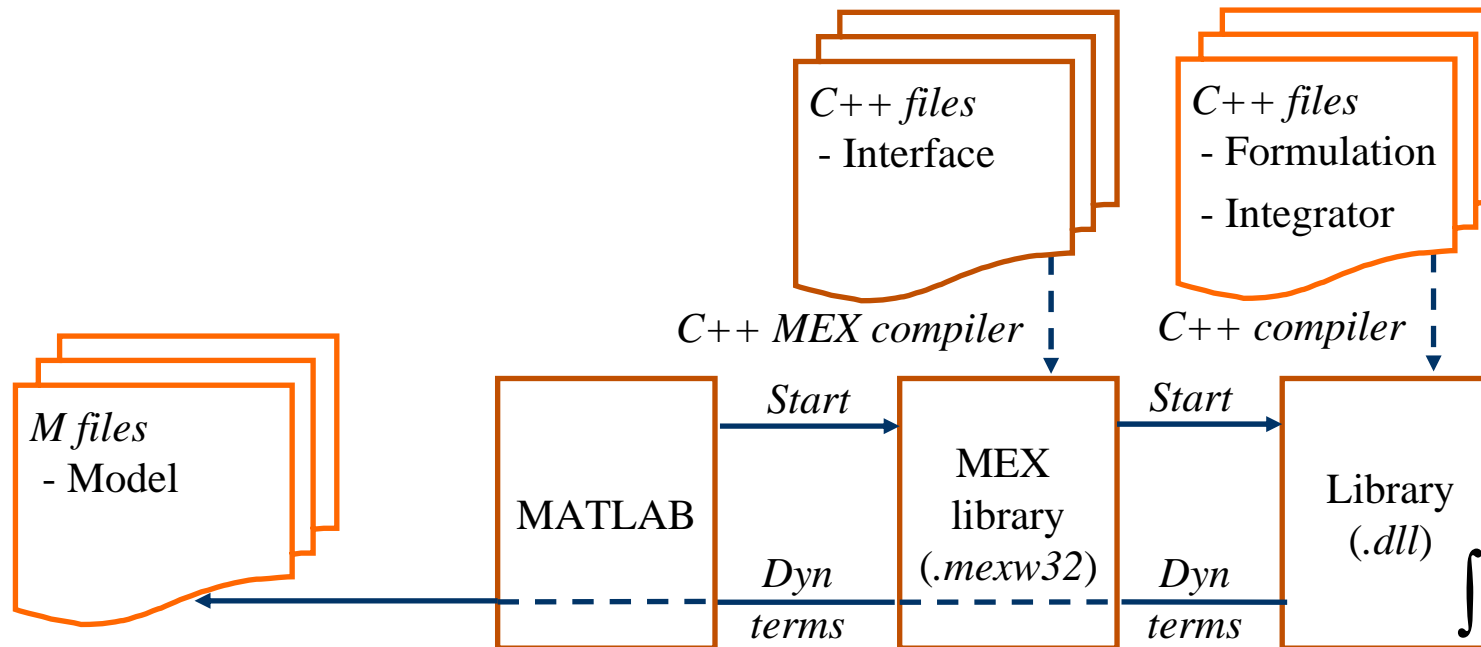 C++ files
- Interface
C++ files
- Formulation
- Integrator
C++ MEX compiler
C++ compiler
M files
- Model
MATLAB
Start
MEX
library
(.mexw32)
Start
Library
(.dll)
∫
Dyn
terms
Dyn
terms